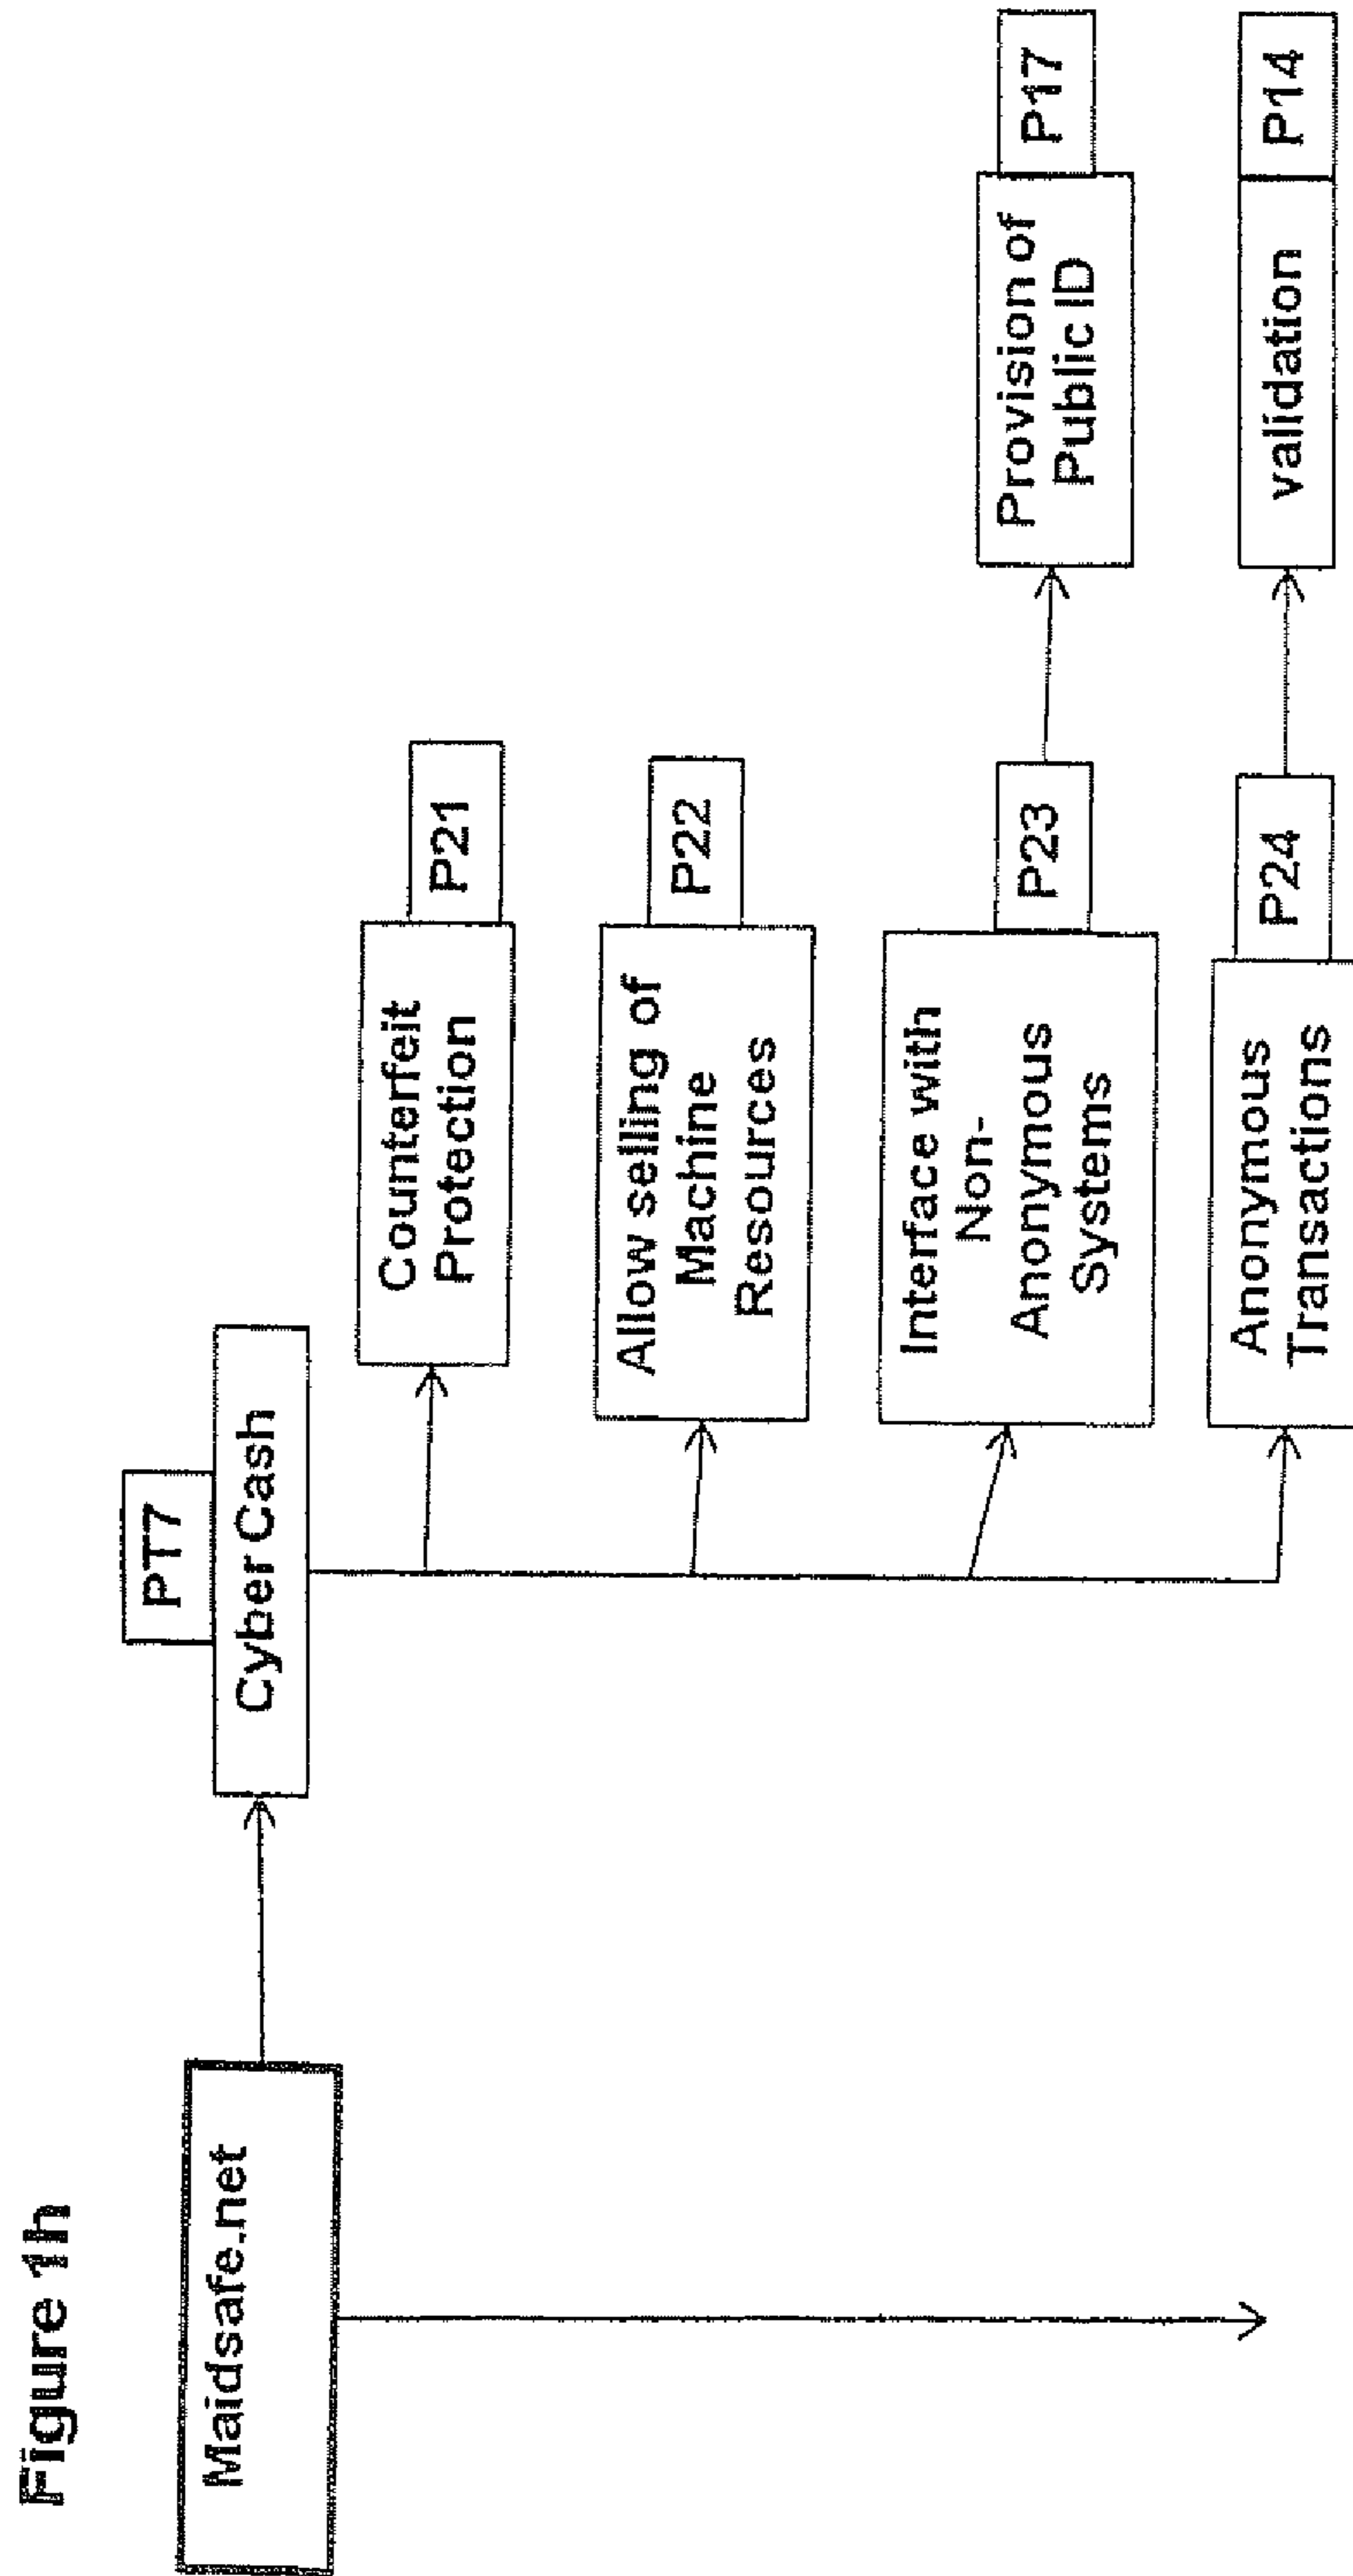 Figure 1h
Maidsafe.net
PT7
Cyber Cash
Counterfeit
Protection
P21
Allow selling of
Machine
Resources
P22
Interface with
Non-
Anonymous
Systems
P23
Provision of
Public ID
P17
Anonymous
Transactions
P24
validation
P14